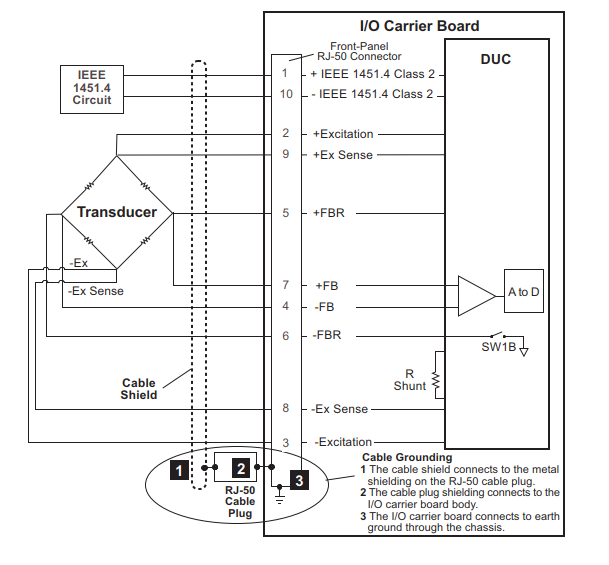 I/O Carrier Board
Front-Panel
RJ-50 Connector
DUC
IEEE
1451.4
Circuit
1 + IEEE 1451.4 Class 2
10 - IEEE 1451.4 Class 2
2 +Excitation
9 +Ex Sense
Transducer
5 +FBR
-Ex
-Ex Sense
7 +FB
4 -FB
A to D
6 -FBR
SW1B
R
Shunt
Cable
Shield
8 -Ex Sense
3 -Excitation
1
2
3
RJ-50
Cable
Plug
Cable Grounding
1 The cable shield connects to the metal
shielding on the RJ-50 cable plug.
2 The cable plug shielding connects to the
I/O carrier board body.
3 The I/O carrier board connects to earth
ground through the chassis.